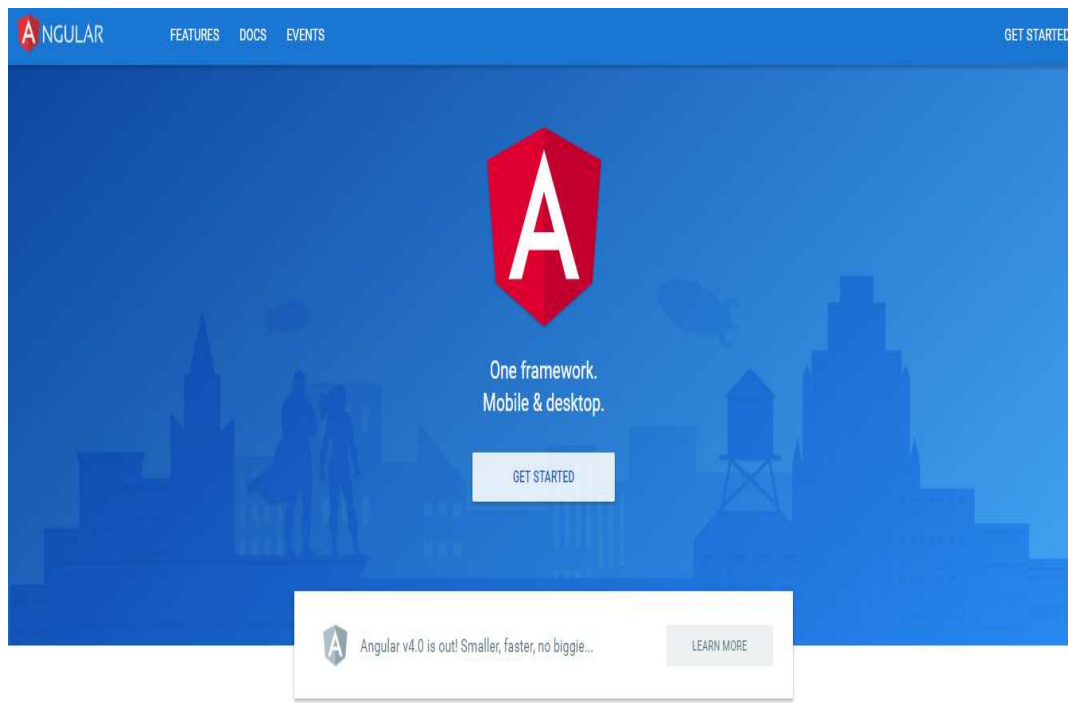 ANGULAR
FEATURES DOCS EVENTS
GET STARTED
A
One framework.
Mobile & desktop.
GET STARTED
A
Angular v4.0 is out! Smaller, faster, no biggie...
LEARN MORE